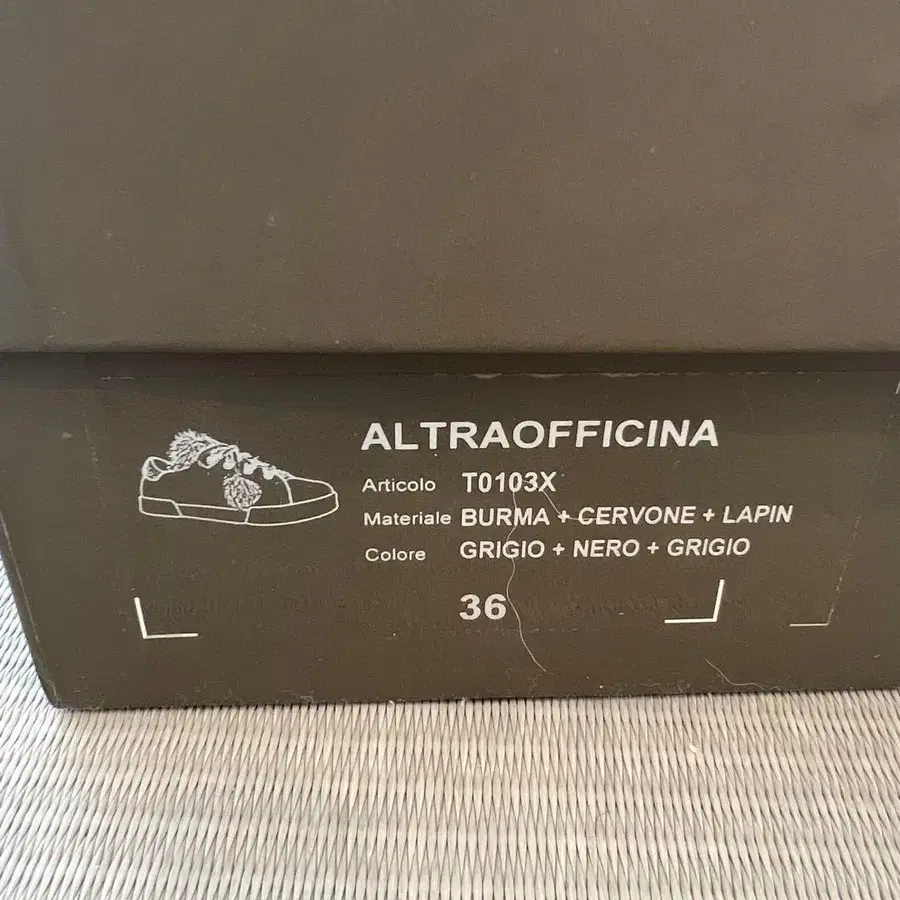 ALTRAOFFICINA
Articolo T0103X
Materiale BURMA + CERVONE + LAPIN
Colore GRIGIO + NERO + GRIGIO
36